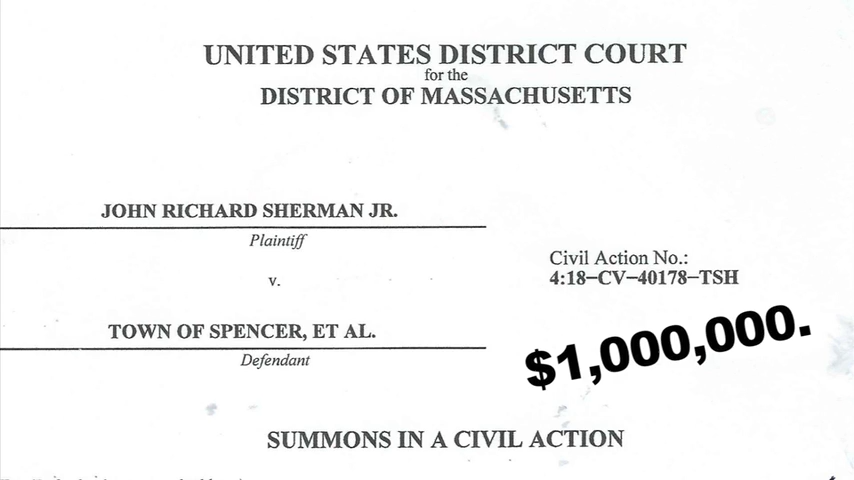 UNITED STATES DISTRICT COURT
for the
DISTRICT OF MASSACHUSETTS
JOHN RICHARD SHERMAN JR.
Plaintiff
v.
Civil Action No.:
4:18–CV–40178–TSH
TOWN OF SPENCER, ET AL.
Defendant
$1,000,000.
SUMMONS IN A CIVIL ACTION